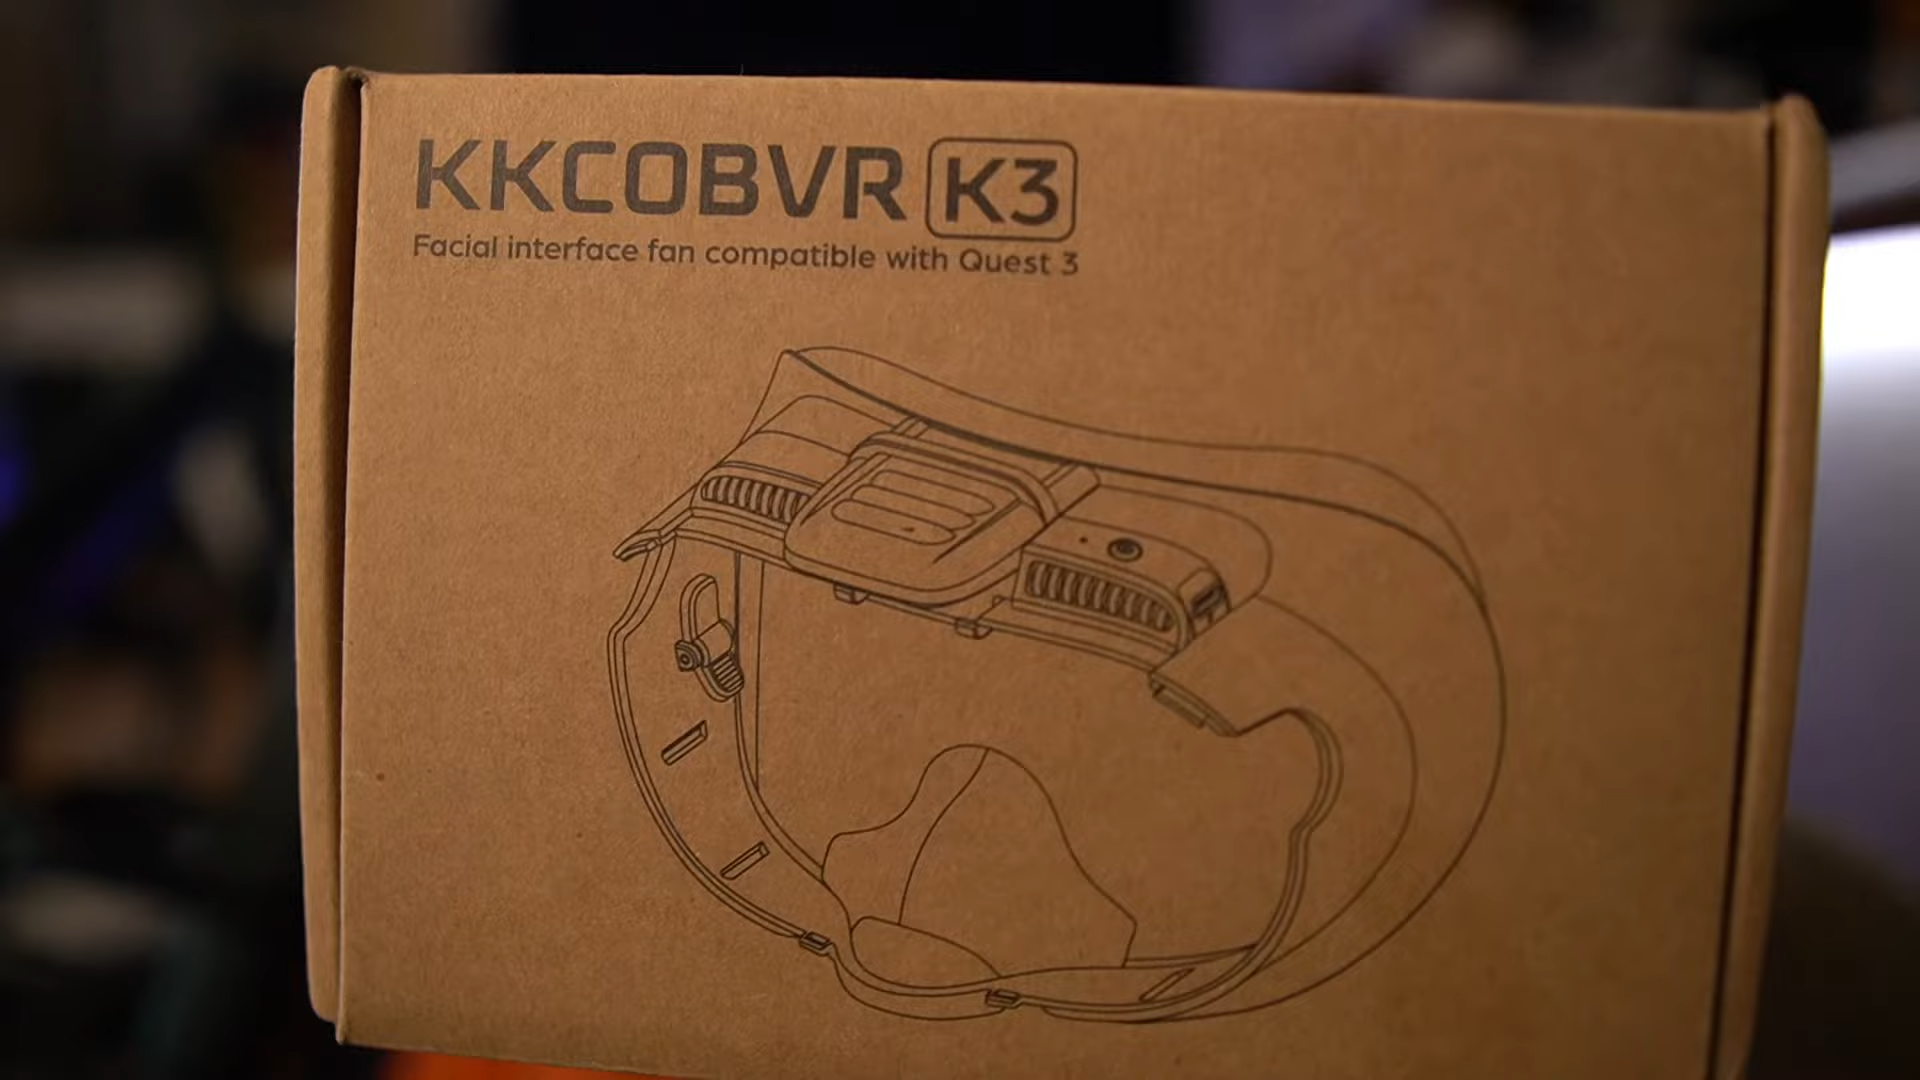 KKCOBVR K3
Facial interface fan compatible with Quest 3